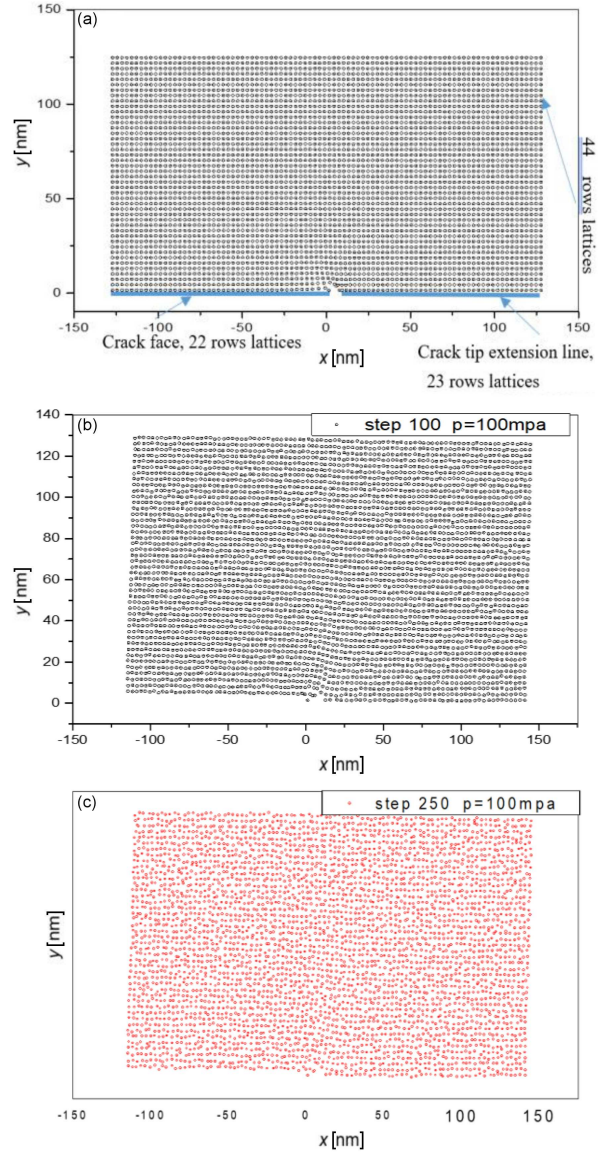 (a)
150
100
50
0
y [nm]
-150
-100
-50
0
50
100
150
x [nm]
44 rows lattices
Crack face, 22 rows lattices
Crack tip extension line,
23 rows lattices
(b)
step 100 p=100mpa
140
120
100
80
60
40
20
0
y [nm]
-150
-100
-50
0
50
100
150
x [nm]
(c)
step 250 p=100mpa
y [nm]
-150
-100
-50
0
50
100
150
x [nm]